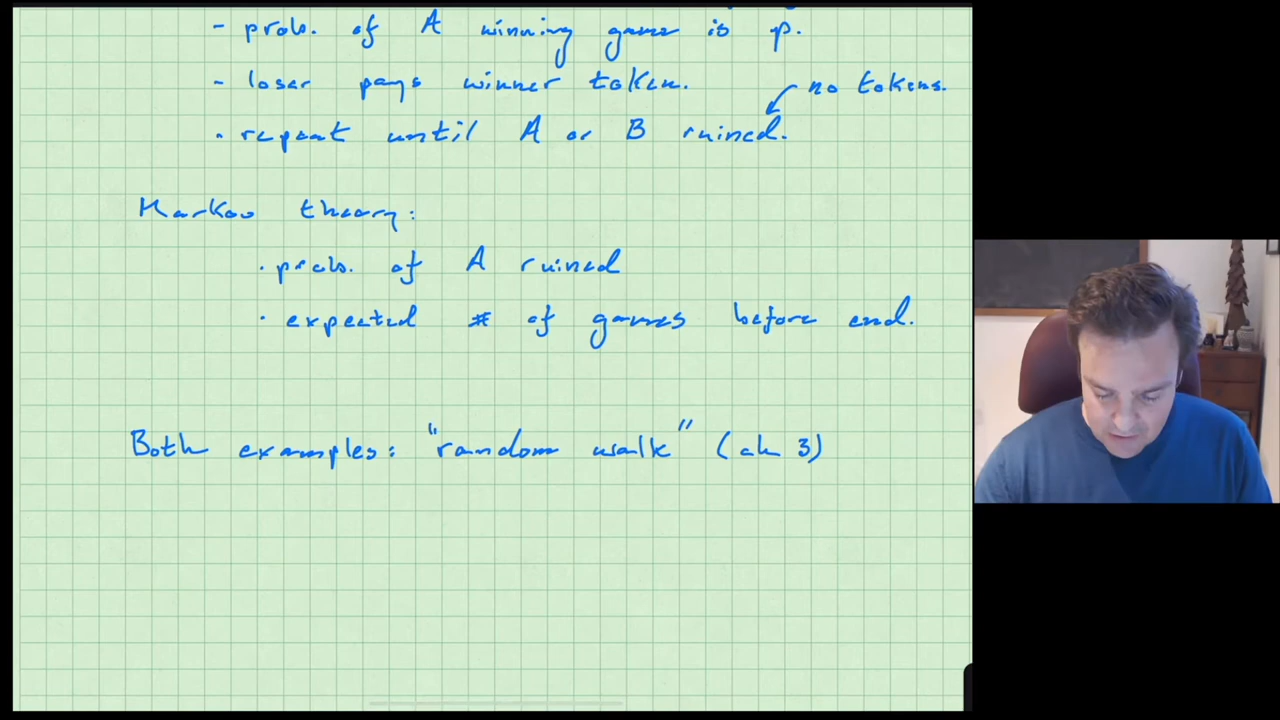 - prob. of A winning game is p.
- loser pays winner token.
no tokens.
- repeat until A or B ruined.
Markov theory:
· prob. of A ruined
· expected # of games before end.
Both examples: "random walk" (ch 3)